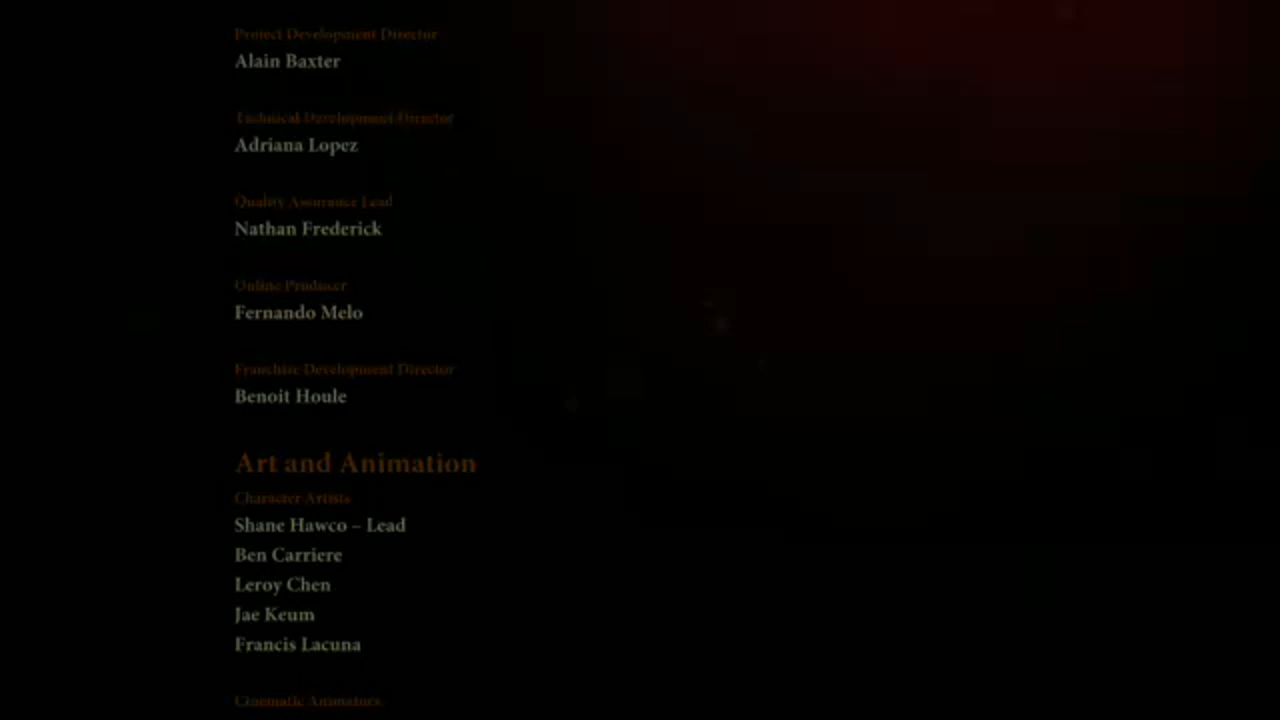 Project Development Director
Alain Baxter
Technical Development Director
Adriana Lopez
Quality Assurance Lead
Nathan Frederick
Online Producer
Fernando Melo
Franchise Development Director
Benoit Houle
Art and Animation
Character Artists
Shane Hawco – Lead
Ben Carriere
Leroy Chen
Jae Keum
Francis Lacuna
Cinematic Animators